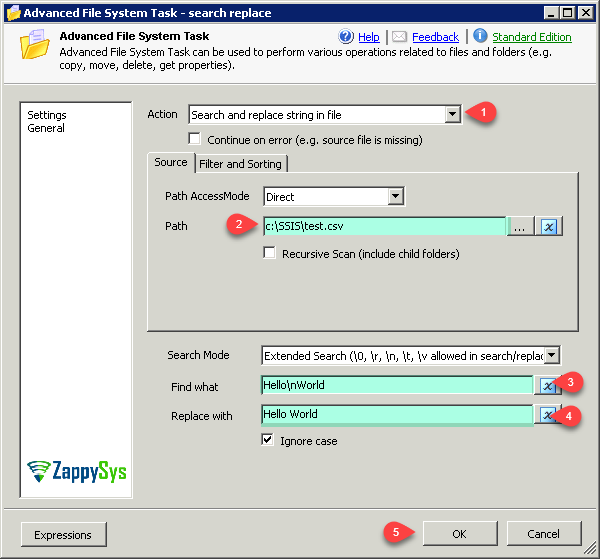 Advanced File System Task - search replace
Advanced File System Task
Help
Feedback
Standard Edition
Advanced File System Task can be used to perform various operations related to files and folders (e.g.
copy, move, delete, get properties).
Settings
General
Action
Search and replace string in file
1
Continue on error (e.g. source file is missing)
Source
Filter and Sorting
Path AccessMode
Direct
2
Path
c:\SSIS\test.csv
...
x
Recursive Scan (include child folders)
Search Mode
Extended Search (\0, \r, \n, \t, \v allowed in search/replac
Find what
Hello\nWorld
x
3
Replace with
Hello World
x
4
Ignore case
ZappySys
Expressions
5
OK
Cancel